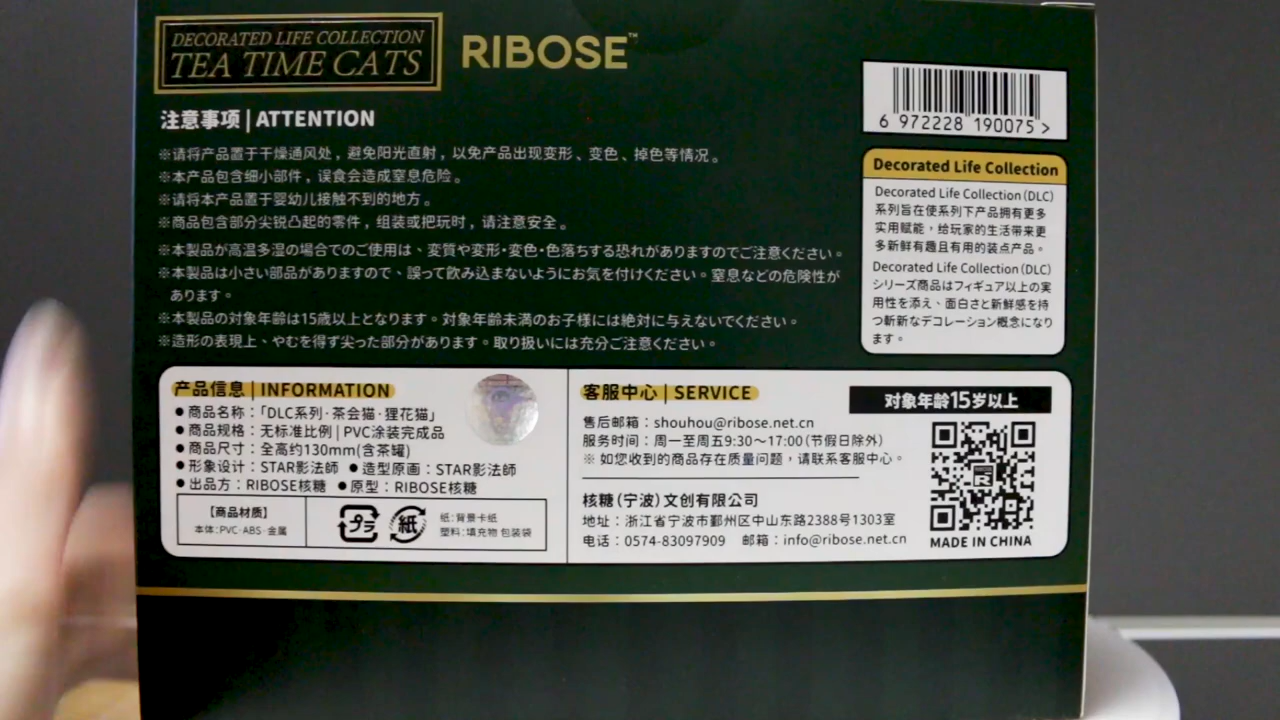 DECORATED LIFE COLLECTION
TEA TIME CATS
RIBOSE™
注意事项 | ATTENTION
※请将产品置于干燥通风处，避免阳光直射，以免产品出现变形、变色、掉色等情况。
※本产品包含细小部件，误食会造成窒息危险。
※请将本产品置于婴幼儿接触不到的地方。
※商品包含部分尖锐凸起的零件，组装或把玩时，请注意安全。
※本製品が高温多湿の場合でのご使用は、変質や変形・変色・色落ちする恐れがありますのでご注意ください。
※本製品は小さい部品がありますので、誤って飲み込まないようにお気を付けください。窒息などの危険性が
あります。
※本製品の対象年齢は15歳以上となります。対象年齢未満のお子様には絶対に与えないでください。
※造形の表現上、やむを得ず尖った部分があります。取り扱いには充分ご注意ください。
6 972228 190075 >
Decorated Life Collection
Decorated Life Collection (DLC)
系列旨在使系列下产品拥有更多
实用赋能，给玩家的生活带来更
多新鲜有趣且有用的装点产品。
Decorated Life Collection (DLC)
シリーズ商品はフィギュア以上の実
用性を添え、面白さと新鮮感を持
つ斬新なデコレーション概念になり
ます。
产品信息 | INFORMATION
● 商品名称：「DLC系列·茶会猫·狸花猫」
● 商品规格：无标准比例 | PVC涂装完成品
● 商品尺寸：全高约130mm(含茶罐)
● 形象设计：STAR影法師 ● 造型原画：STAR影法師
● 出品方：RIBOSE核糖 ● 原型：RIBOSE核糖
【商品材质】
本体:PVC·ABS·金属
プラ
紙
纸:背景卡纸
塑料:填充物 包装袋
客服中心 | SERVICE
售后邮箱：shouhou@ribose.net.cn
服务时间：周一至周五9:30～17:00(节假日除外)
※ 如您收到的商品存在质量问题，请联系客服中心。
核糖(宁波)文创有限公司
地址：浙江省宁波市鄞州区中山东路2388号1303室
电话：0574-83097909 邮箱：info@ribose.net.cn
对象年龄15岁以上
MADE IN CHINA